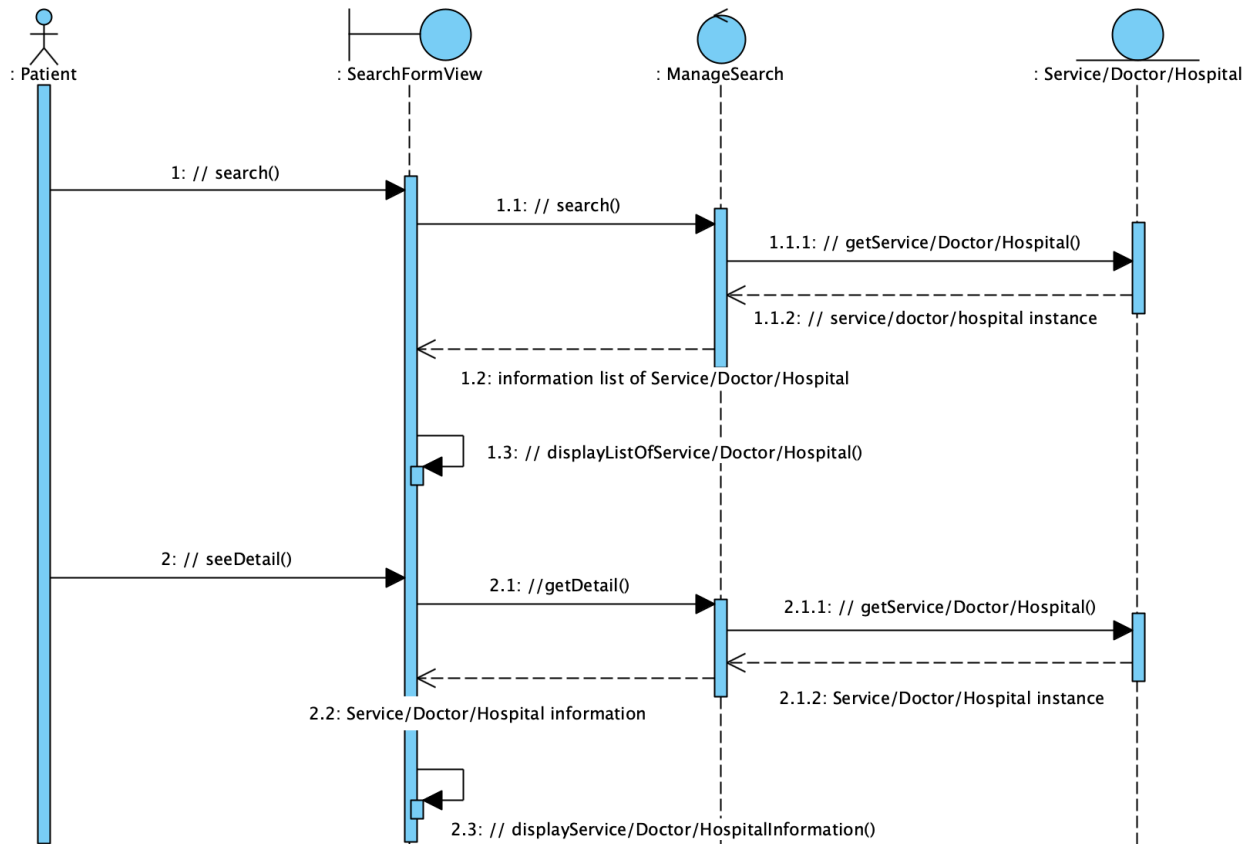 : Patient
: SearchFormView
: ManageSearch
: Service/Doctor/Hospital
1: // search()
1.1: // search()
1.1.1: // getService/Doctor/Hospital()
1.1.2: // service/doctor/hospital instance
1.2: information list of Service/Doctor/Hospital
1.3: // displayListOfService/Doctor/Hospital()
2: // seeDetail()
2.1: //getDetail()
2.1.1: // getService/Doctor/Hospital()
2.1.2: Service/Doctor/Hospital instance
2.2: Service/Doctor/Hospital information
2.3: // displayService/Doctor/HospitalInformation()